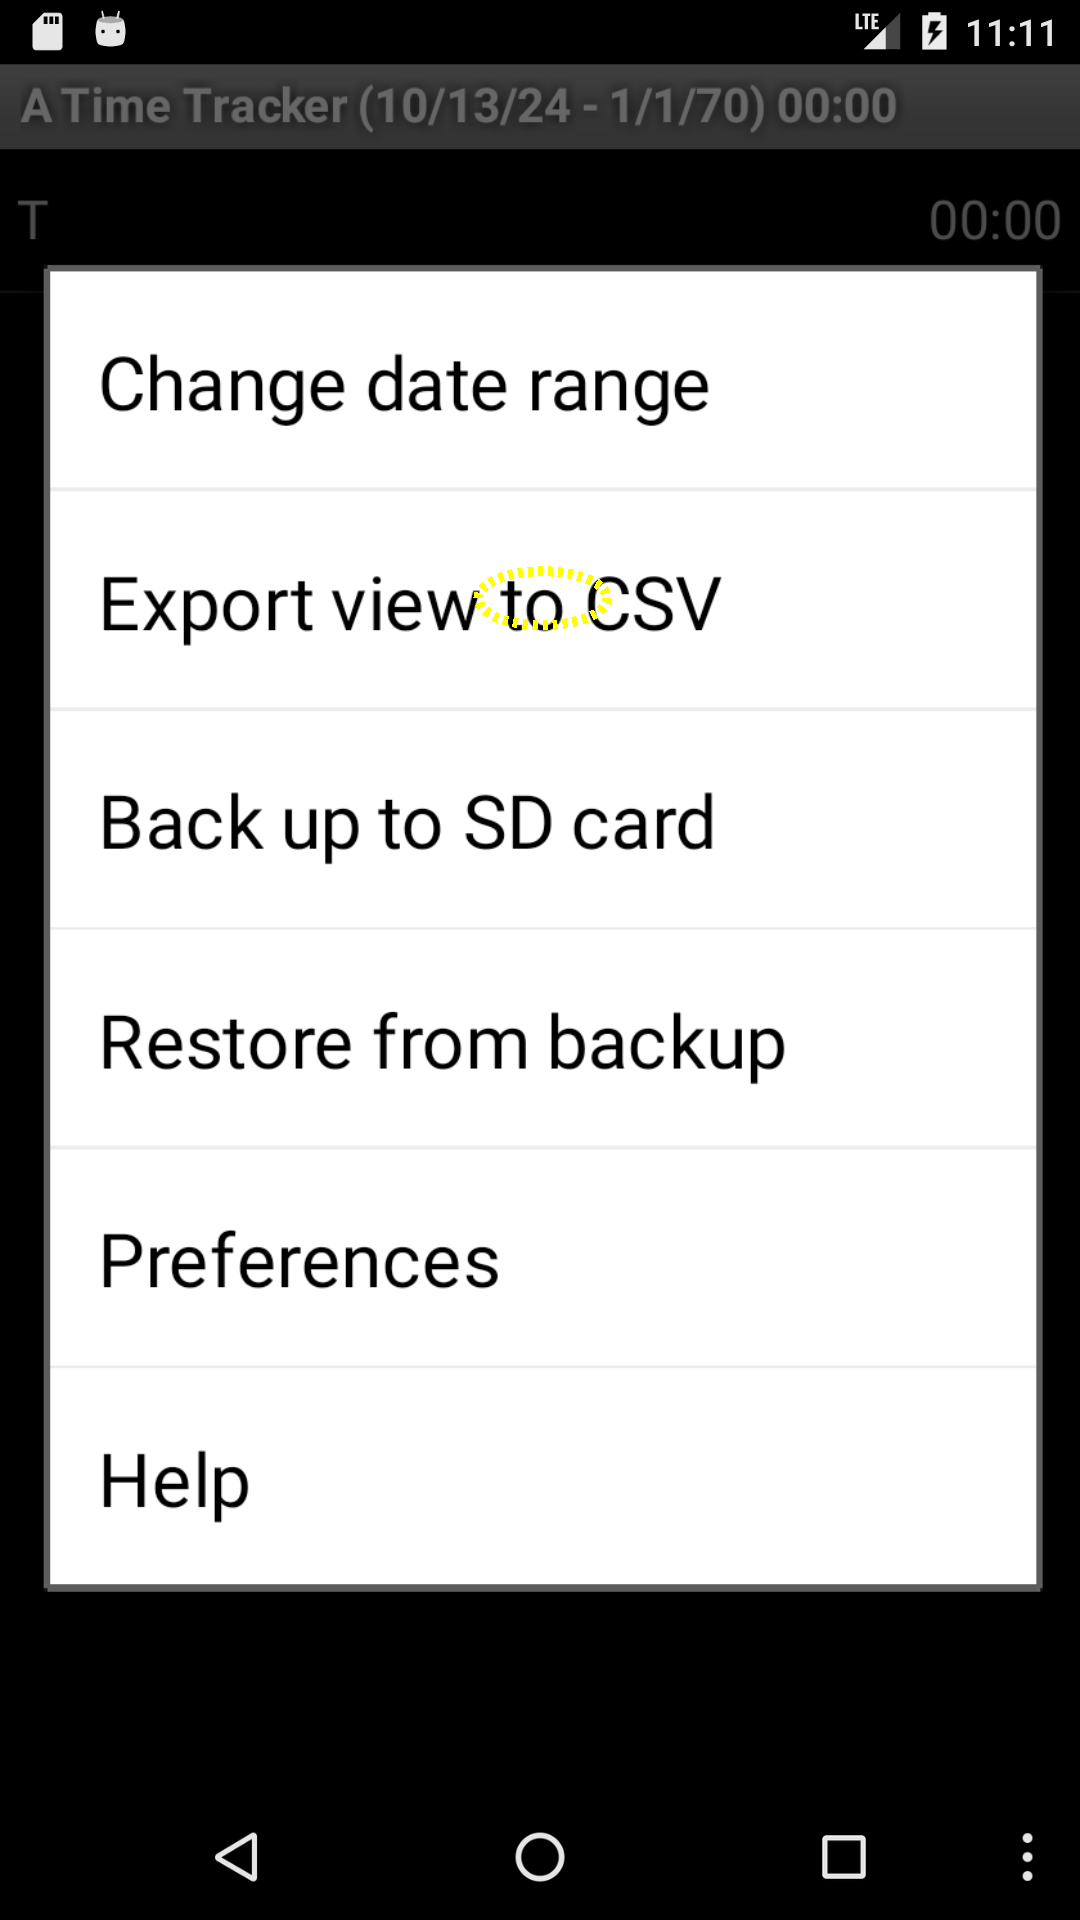 LTE 11:11
A Time Tracker (10/13/24 - 1/1/70) 00:00
T 00:00
Change date range
Export view to CSV
Back up to SD card
Restore from backup
Preferences
Help